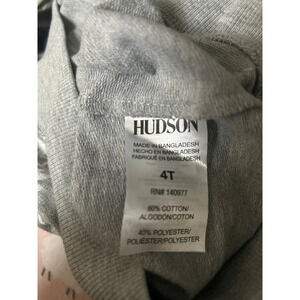 HUDSON
MADE IN BANGLADESH
HECHO EN BANGLADESH
FABRIQUÉ EN BANGLADESH
4T
RN# 140977
60% COTTON/
ALGODÓN/COTON
40% POLYESTER/
POLIÉSTER/POLYESTER